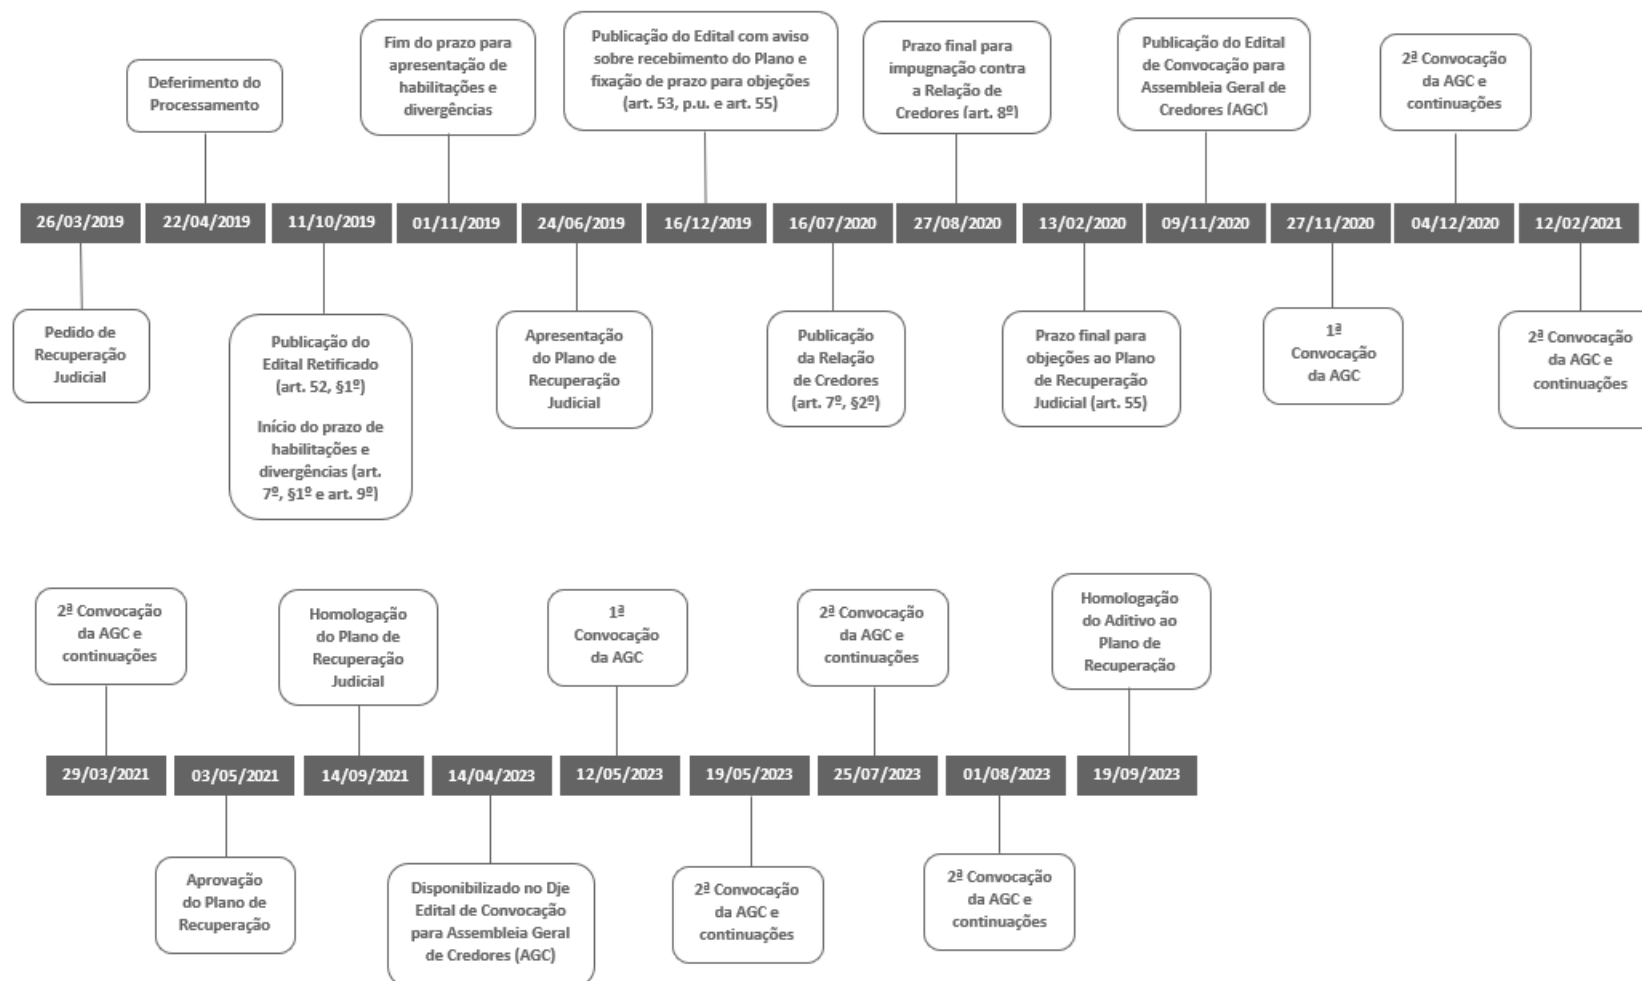 Deferimento do
Processamento
Fim do prazo para
apresentação de
habilitações e
divergências
Publicação do Edital com aviso
sobre recebimento do Plano e
fixação de prazo para objeções
(art. 53, p.u. e art. 55)
Prazo final para
impugnação contra
a Relação de
Credores (art. 8º)
Publicação do Edital
de Convocação para
Assembleia Geral de
Credores (AGC)
2ª Convocação
da AGC e
continuações
26/03/2019
22/04/2019
11/10/2019
01/11/2019
24/06/2019
16/12/2019
16/07/2020
27/08/2020
13/02/2020
09/11/2020
27/11/2020
04/12/2020
12/02/2021
Pedido de
Recuperação
Judicial
Publicação do
Edital Retificado
(art. 52, §1º)
Início do prazo de
habilitações e
divergências (art.
7º, §1º e art. 9º)
Apresentação
do Plano de
Recuperação
Judicial
Publicação
da Relação
de Credores
(art. 7º, §2º)
Prazo final para
objeções ao Plano
de Recuperação
Judicial (art. 55)
1ª
Convocação
da AGC
2ª Convocação
da AGC e
continuações
2ª Convocação
da AGC e
continuações
Homologação
do Plano de
Recuperação
Judicial
1ª
Convocação
da AGC
2ª Convocação
da AGC e
continuações
Homologação
do Aditivo ao
Plano de
Recuperação
29/03/2021
03/05/2021
14/09/2021
14/04/2023
12/05/2023
19/05/2023
25/07/2023
01/08/2023
19/09/2023
Aprovação
do Plano de
Recuperação
Disponibilizado no Dje
Edital de Convocação
para Assembleia Geral
de Credores (AGC)
2ª Convocação
da AGC e
continuações
2ª Convocação
da AGC e
continuações